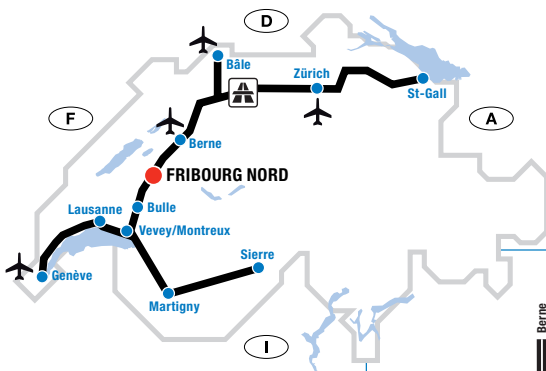 D
Bâle
Zürich
St-Gall
F
A
Berne
FRIBOURG NORD
Lausanne
Bulle
Vevey/Montreux
Sierre
Genève
Martigny
I
Berne